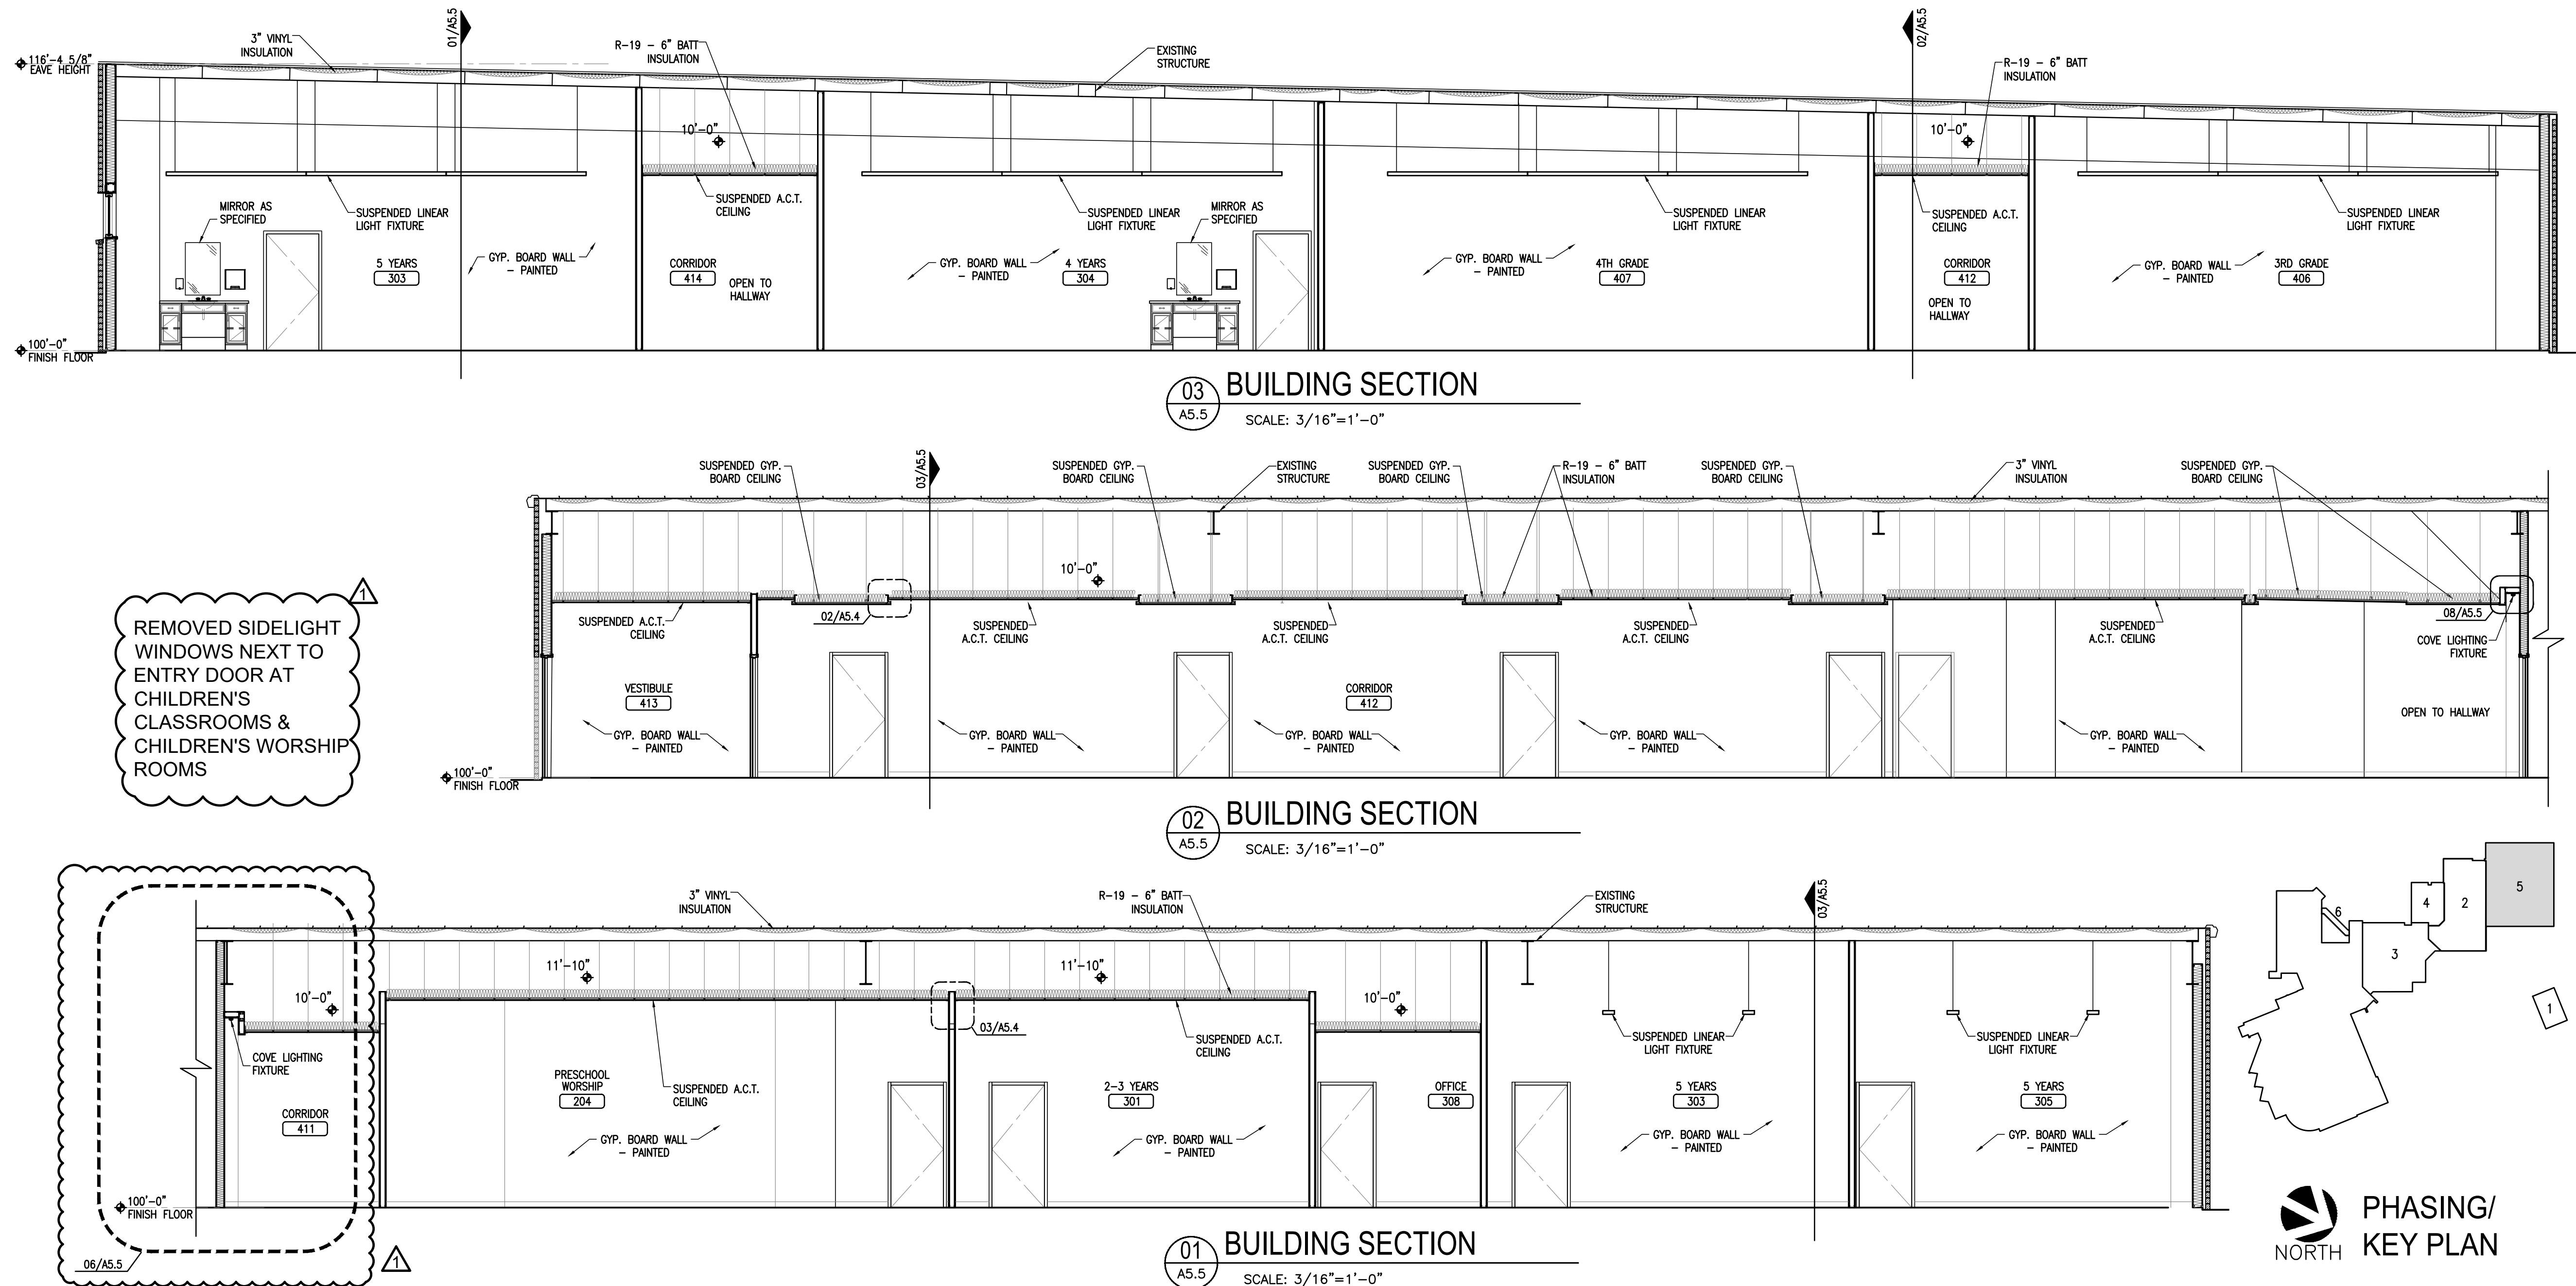 01/A5.5
02/A5.5
3" VINYL
INSULATION
R-19 - 6" BATT
INSULATION
EXISTING
STRUCTURE
R-19 - 6" BATT
INSULATION
116'-4 5/8"
EAVE HEIGHT
10'-0"
10'-0"
MIRROR AS
SPECIFIED
SUSPENDED LINEAR
LIGHT FIXTURE
SUSPENDED A.C.T.
CEILING
SUSPENDED LINEAR
LIGHT FIXTURE
MIRROR AS
SPECIFIED
SUSPENDED LINEAR
LIGHT FIXTURE
SUSPENDED A.C.T.
CEILING
SUSPENDED LINEAR
LIGHT FIXTURE
5 YEARS
303
GYP. BOARD WALL
- PAINTED
CORRIDOR
414
OPEN TO
HALLWAY
GYP. BOARD WALL
- PAINTED
4 YEARS
304
GYP. BOARD WALL
- PAINTED
4TH GRADE
407
CORRIDOR
412
OPEN TO
HALLWAY
GYP. BOARD WALL
- PAINTED
3RD GRADE
406
100'-0"
FINISH FLOOR
03
A5.5
BUILDING SECTION
SCALE: 3/16"=1'-0"
SUSPENDED GYP.
BOARD CEILING
03/A5.5
SUSPENDED GYP.
BOARD CEILING
EXISTING
STRUCTURE
SUSPENDED GYP.
BOARD CEILING
R-19 - 6" BATT
INSULATION
SUSPENDED GYP.
BOARD CEILING
3" VINYL
INSULATION
SUSPENDED GYP.
BOARD CEILING
10'-0"
1
REMOVED SIDELIGHT
WINDOWS NEXT TO
ENTRY DOOR AT
CHILDREN'S
CLASSROOMS &
CHILDREN'S WORSHIP
ROOMS
SUSPENDED A.C.T.
CEILING
02/A5.4
SUSPENDED
A.C.T. CEILING
SUSPENDED
A.C.T. CEILING
SUSPENDED
A.C.T. CEILING
SUSPENDED
A.C.T. CEILING
08/A5.5
COVE LIGHTING
FIXTURE
VESTIBULE
413
CORRIDOR
412
OPEN TO HALLWAY
GYP. BOARD WALL
- PAINTED
GYP. BOARD WALL
- PAINTED
GYP. BOARD WALL
- PAINTED
GYP. BOARD WALL
- PAINTED
GYP. BOARD WALL
- PAINTED
100'-0"
FINISH FLOOR
02
A5.5
BUILDING SECTION
SCALE: 3/16"=1'-0"
3" VINYL
INSULATION
R-19 - 6" BATT
INSULATION
EXISTING
STRUCTURE
03/A5.5
11'-10"
11'-10"
10'-0"
10'-0"
03/A5.4
COVE LIGHTING
FIXTURE
SUSPENDED A.C.T.
CEILING
SUSPENDED LINEAR
LIGHT FIXTURE
SUSPENDED LINEAR
LIGHT FIXTURE
PRESCHOOL
WORSHIP
204
SUSPENDED A.C.T.
CEILING
2-3 YEARS
301
OFFICE
308
5 YEARS
303
5 YEARS
305
CORRIDOR
411
GYP. BOARD WALL
- PAINTED
GYP. BOARD WALL
- PAINTED
GYP. BOARD WALL
- PAINTED
GYP. BOARD WALL
- PAINTED
100'-0"
FINISH FLOOR
06/A5.5
1
01
A5.5
BUILDING SECTION
SCALE: 3/16"=1'-0"
5
4
2
6
3
1
NORTH
PHASING/
KEY PLAN